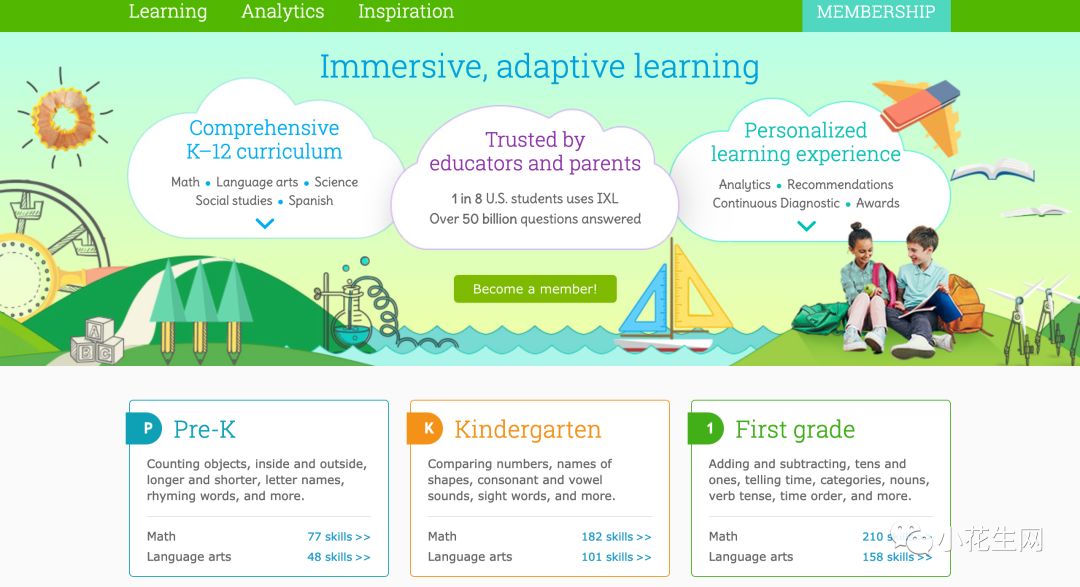 Learning Analytics Inspiration MEMBERSHIP
Immersive, adaptive learning
Comprehensive
K–12 curriculum
Math • Language arts • Science
Social studies • Spanish
Trusted by
educators and parents
1 in 8 U.S. students uses IXL
Over 50 billion questions answered
Become a member!
Personalized
learning experience
Analytics • Recommendations
Continuous Diagnostic • Awards
A
B C
P Pre-K
Counting objects, inside and outside,
longer and shorter, letter names,
rhyming words, and more.
Math 77 skills >>
Language arts 48 skills >>
K Kindergarten
Comparing numbers, names of
shapes, consonant and vowel
sounds, sight words, and more.
Math 182 skills >>
Language arts 101 skills >>
1 First grade
Adding and subtracting, tens and
ones, telling time, categories, nouns,
verb tense, time order, and more.
Math 210
Language arts 158 skills >>
小花生网